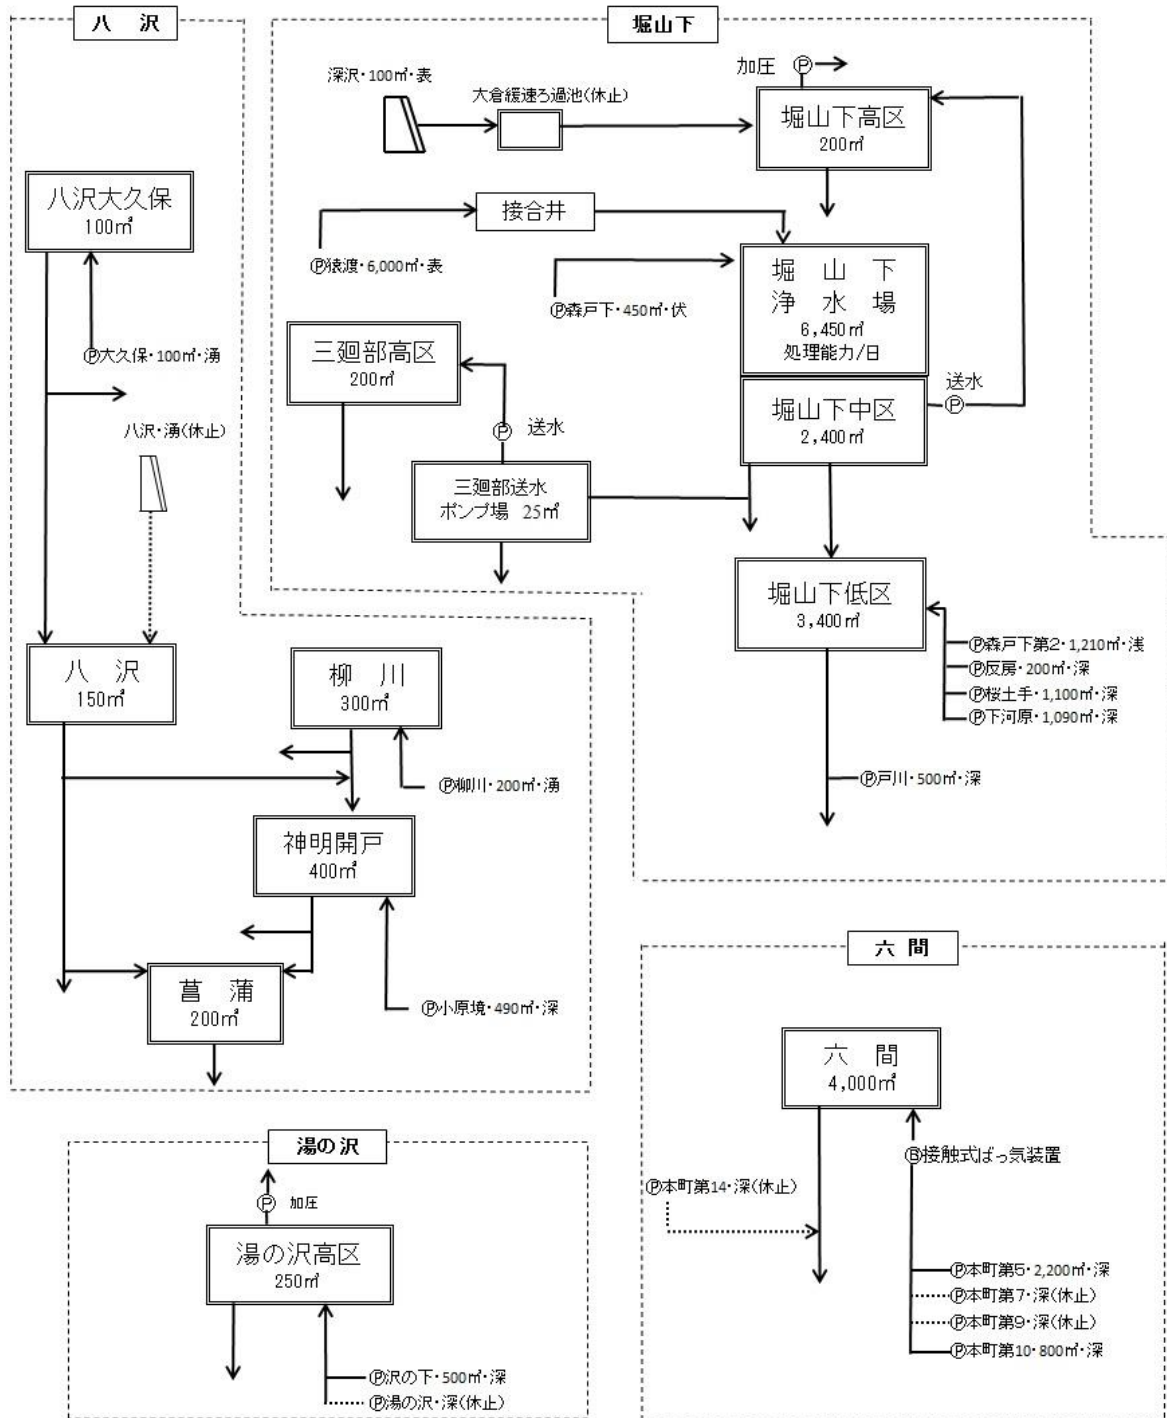 八 沢
八沢大久保
100㎥
Ⓟ大久保・100㎥・湧
八沢・湧(休止)
八 沢
150㎥
柳 川
300㎥
Ⓟ柳川・200㎥・湧
神明開戸
400㎥
菖 蒲
200㎥
Ⓟ小原境・490㎥・深
堀山下
深沢・100㎥・表
大倉緩速ろ過池(休止)
加圧 Ⓟ
堀山下高区
200㎥
接合井
Ⓟ猿渡・6,000㎥・表
Ⓟ森戸下・450㎥・伏
堀 山 下
浄 水 場
6,450㎥
処理能力/日
三廻部高区
200㎥
Ⓟ 送水
三廻部送水
ポンプ場 25㎥
堀山下中区
2,400㎥
送水
Ⓟ
堀山下低区
3,400㎥
Ⓟ森戸下第2・1,210㎥・浅
Ⓟ反房・200㎥・深
Ⓟ桜土手・1,100㎥・深
Ⓟ下河原・1,090㎥・深
Ⓟ戸川・500㎥・深
湯の沢
Ⓟ 加圧
湯の沢高区
250㎥
Ⓟ沢の下・500㎥・深
Ⓟ湯の沢・深(休止)
六 間
六 間
4,000㎥
Ⓑ接触式ばっ気装置
Ⓟ本町第14・深(休止)
Ⓟ本町第5・2,200㎥・深
Ⓟ本町第7・深(休止)
Ⓟ本町第9・深(休止)
Ⓟ本町第10・800㎥・深